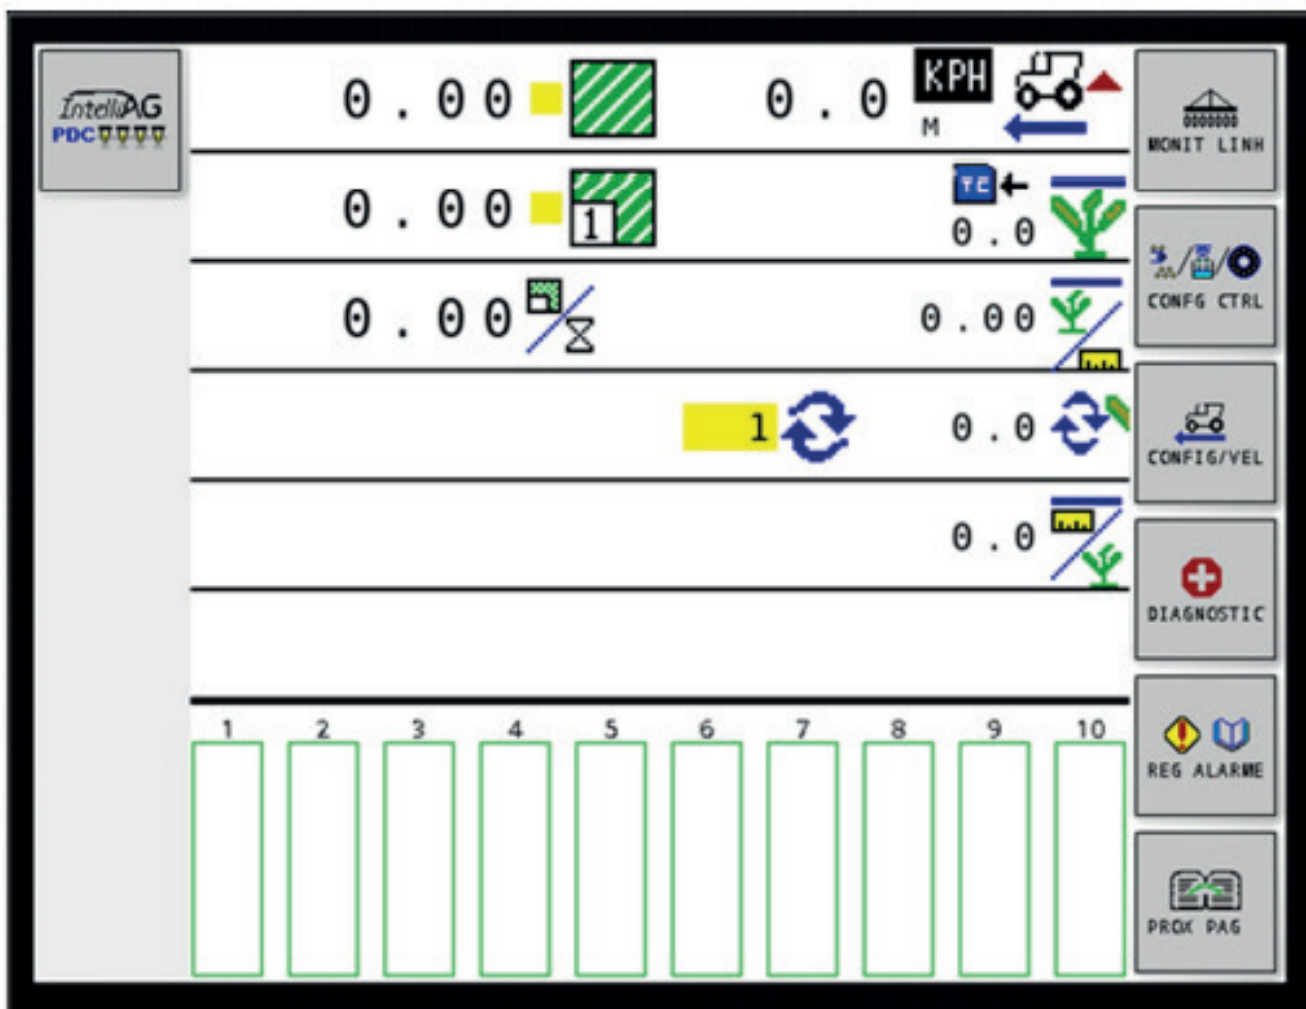 IntelliAG
PDC
0.00
0.0
KPH
M
MONIT LINH
0.00
1
TC
0.0
CONFG CTRL
0.00
0.00
1
0.0
CONFIG/VEL
0.0
DIAGNOSTIC
1 2 3 4 5 6 7 8 9 10
REG ALARME
PROX PAG